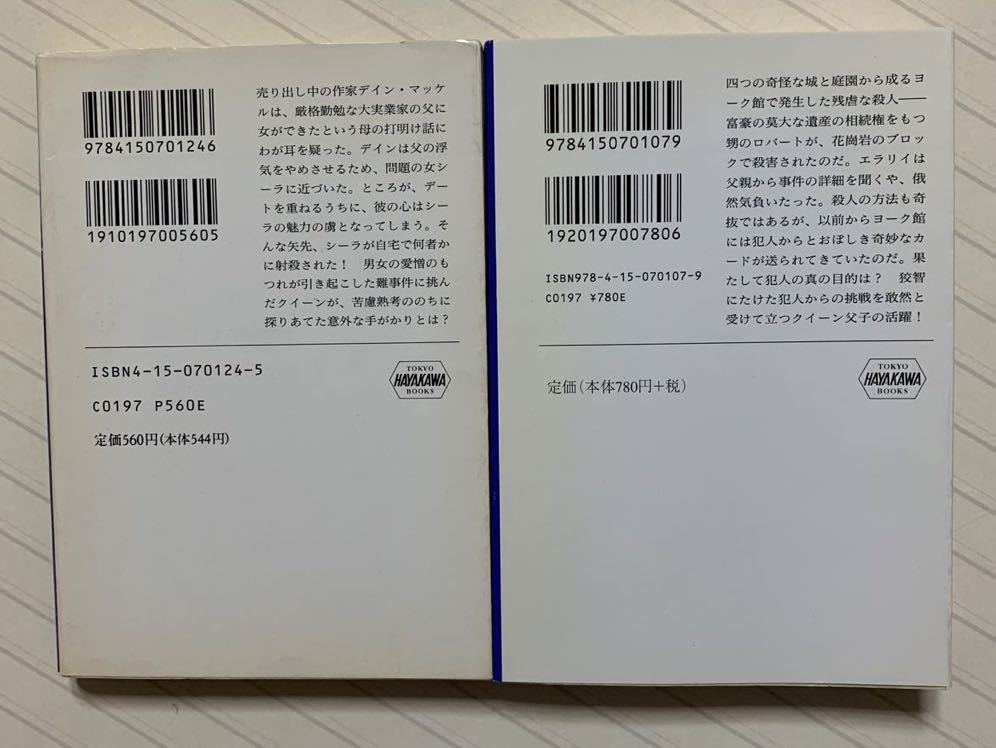 9784150701246
1910197005605
売り出し中の作家デイン・マッケ
ルは、厳格勤勉な大実業家の父に
女ができたという母の打明け話に
わが耳を疑った。デインは父の浮
気をやめさせるため、問題の女シ
ーラに近づいた。ところが、デー
トを重ねるうちに、彼の心はシー
ラの魅力の虜となってしまう。そ
んな矢先、シーラが自宅で何者か
に射殺された！　男女の愛憎のも
つれが引き起こした難事件に挑ん
だクイーンが、苦慮熟考ののちに
探りあてた意外な手がかりとは？
ISBN4-15-070124-5
C0197 P560E
定価560円(本体544円)
TOKYO
HAYAKAWA
BOOKS
9784150701079
1920197007806
ISBN978-4-15-070107-9
C0197 ¥780E
四つの奇怪な城と庭園から成るヨ
ーク館で発生した残虐な殺人――
富豪の莫大な遺産の相続権をもつ
甥のロバートが、花崗岩のブロッ
クで殺害されたのだ。エラリイは
父親から事件の詳細を聞くや、俄
然気負いたった。殺人の方法も奇
抜ではあるが、以前からヨーク館
には犯人からとおぼしき奇妙なカ
ードが送られてきていたのだ。果
たして犯人の真の目的は？　狡智
にたけた犯人からの挑戦を敢然と
受けて立つクイーン父子の活躍！
定価(本体780円+税)
TOKYO
HAYAKAWA
BOOKS